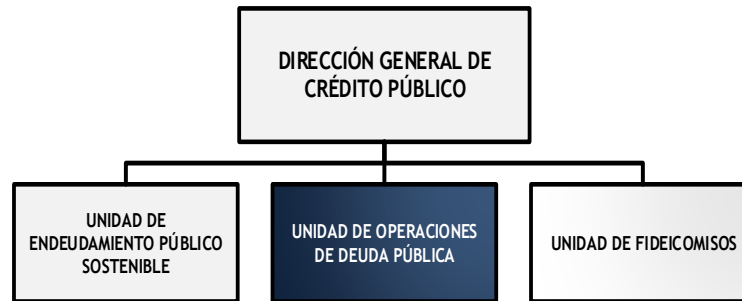 DIRECCIÓN GENERAL DE
CRÉDITO PÚBLICO
UNIDAD DE
ENDEUDAMIENTO PÚBLICO
SOSTENIBLE
UNIDAD DE OPERACIONES
DE DEUDA PÚBLICA
UNIDAD DE FIDEICOMISOS